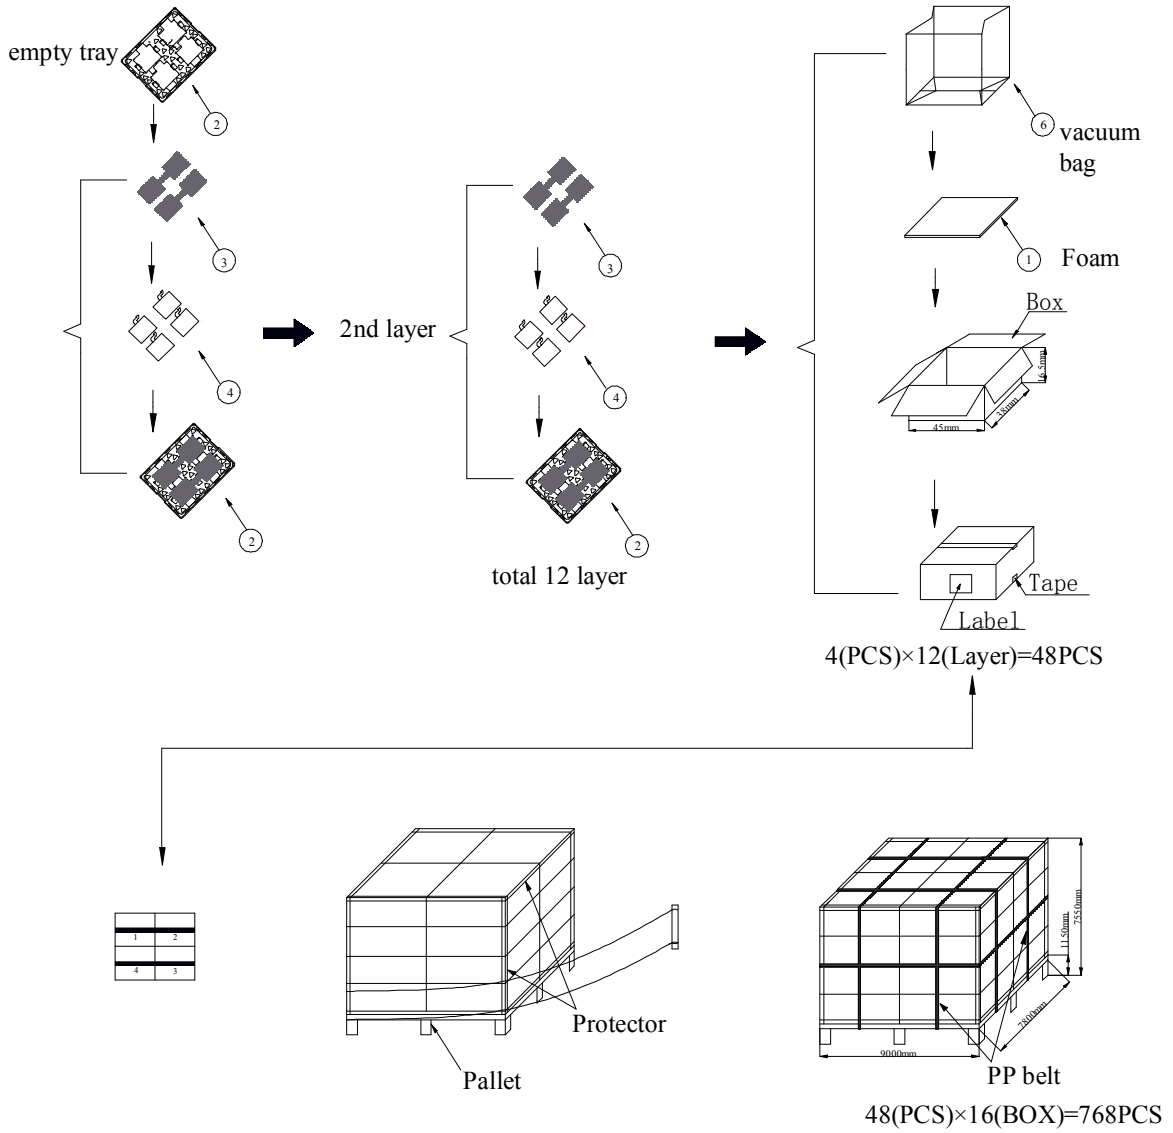 empty tray
2
3
4
2
2nd layer
3
4
2
total 12 layer
6
vacuum
bag
1
Foam
Box
16.5mm
38mm
45mm
Tape
Label
4(PCS)×12(Layer)=48PCS
1 2
4 3
Protector
Pallet
7550mm
1150mm
7800mm
9000mm
PP belt
48(PCS)×16(BOX)=768PCS